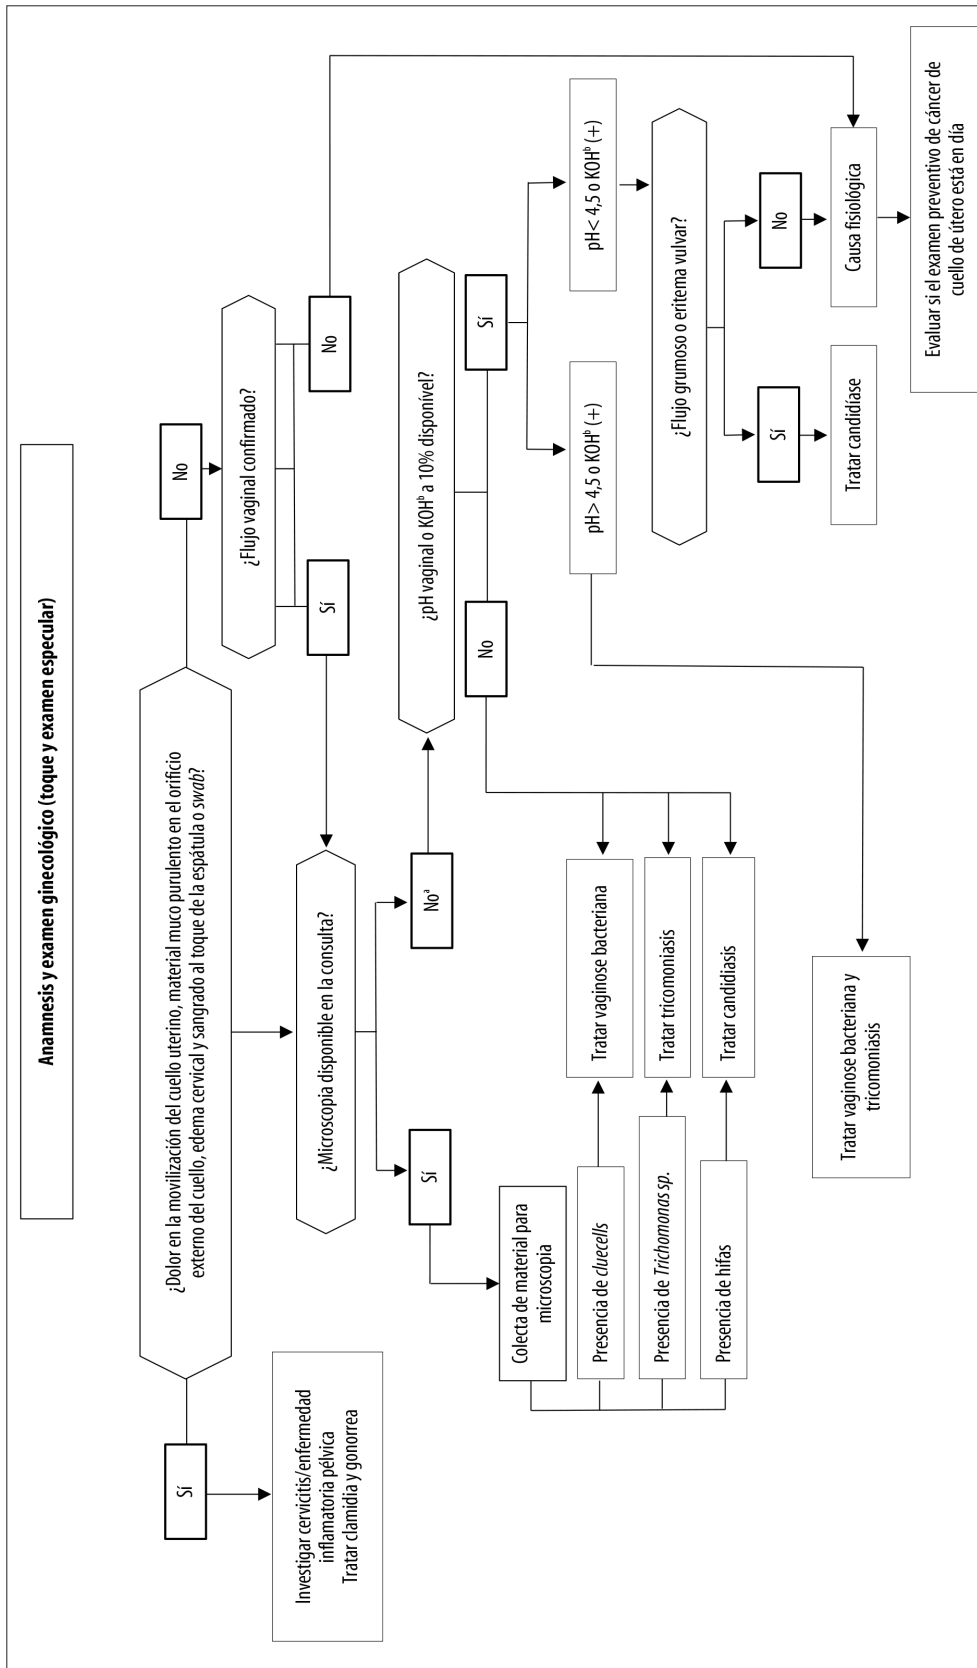 Anamnesis y examen ginecológico (toque y examen especular)
¿Dolor en la movilización del cuello uterino, material muco purulento en el orificio
externo del cuello, edema cervical y sangrado al toque de la espátula o swab?
Sí
No
Investigar cervicitis/enfermedad
inflamatoria pélvica
Tratar clamidia y gonorrea
¿Flujo vaginal confirmado?
Sí
No
¿Microscopia disponible en la consulta?
Sí
Noª
Colecta de material para
microscopia
Presencia de cluecells
Presencia de Trichomonas sp.
Presencia de hifas
Tratar vaginose bacteriana
Tratar tricomoniasis
Tratar candidiasis
¿pH vaginal o KOHᵇ a 10% disponível?
No
Sí
pH> 4,5 o KOHᵇ (+)
pH< 4,5 o KOHᵇ (+)
Tratar vaginose bacteriana y
tricomoniasis
¿Flujo grumoso o eritema vulvar?
Sí
No
Tratar candidíase
Causa fisiológica
Evaluar si el examen preventivo de cáncer de
cuello de útero está en día